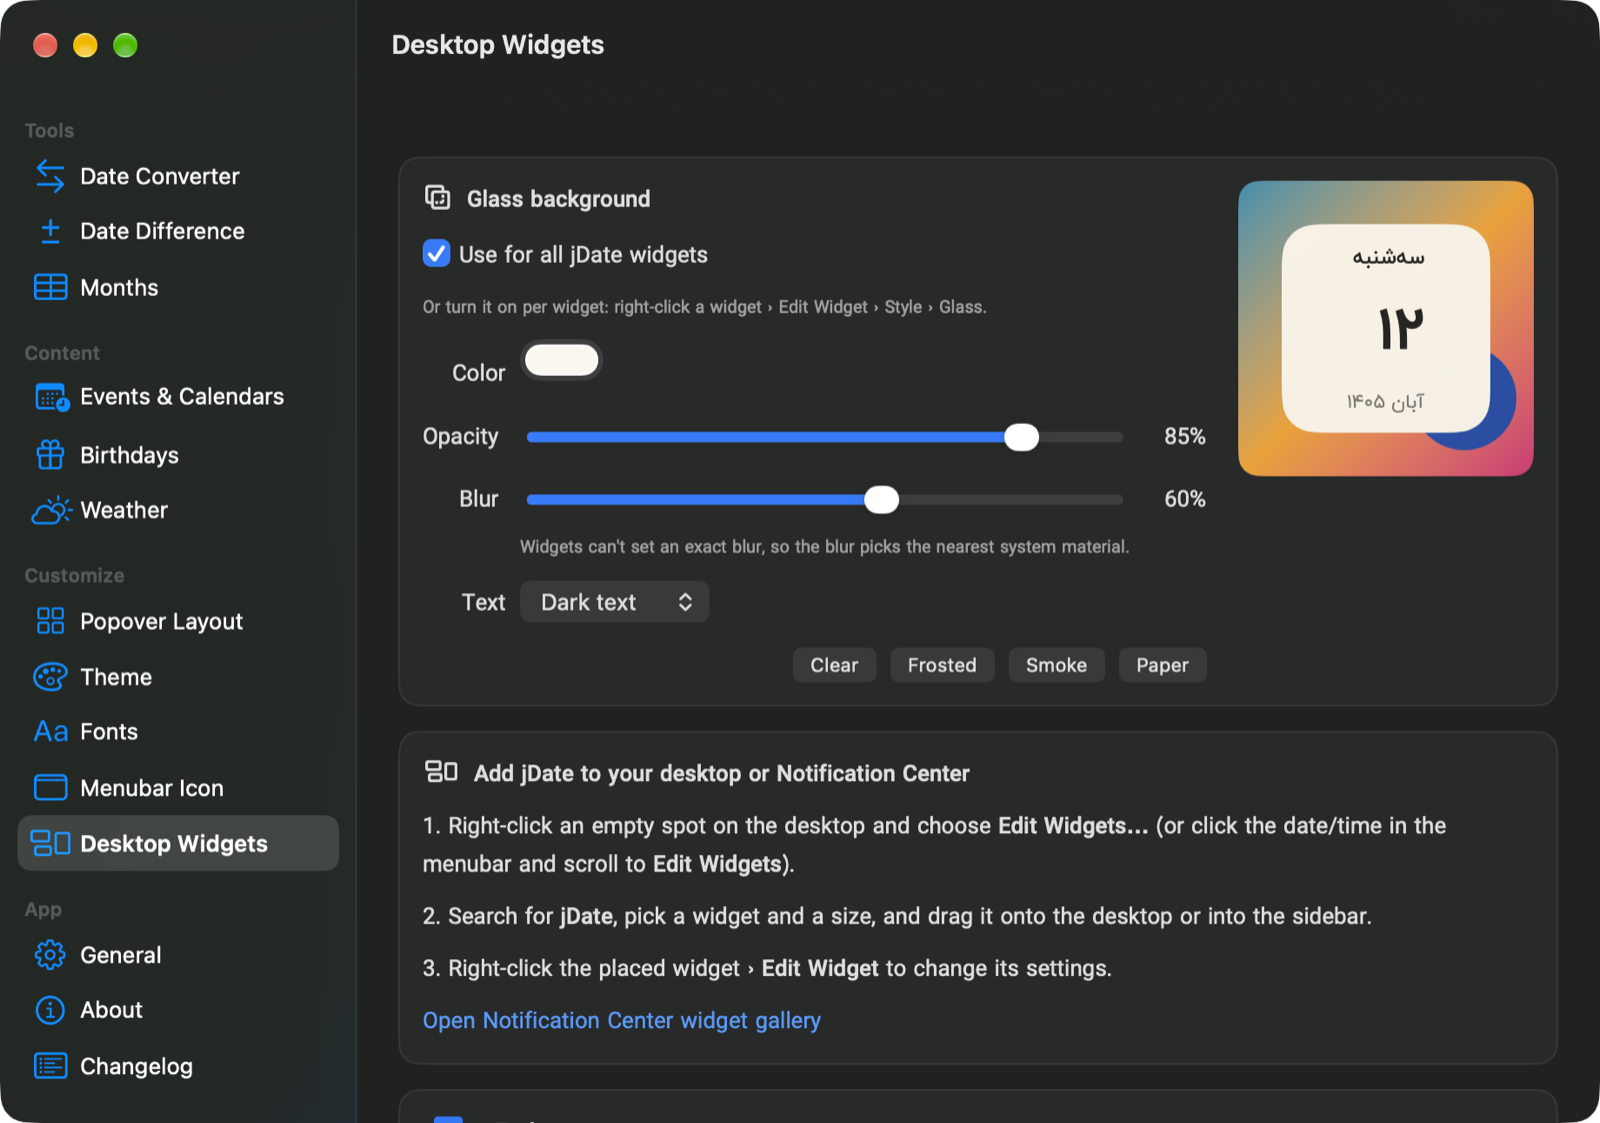 Desktop Widgets
Tools
Date Converter
Date Difference
Months
Content
Events & Calendars
Birthdays
Weather
Customize
Popover Layout
Theme
Aa Fonts
Menubar Icon
Desktop Widgets
App
General
About
Changelog
Glass background
Use for all jDate widgets
Or turn it on per widget: right-click a widget › Edit Widget › Style › Glass.
Color
Opacity 85%
Blur 60%
Widgets can't set an exact blur, so the blur picks the nearest system material.
Text Dark text
Clear Frosted Smoke Paper
سه‌شنبه
۱۲
آبان ۱۴۰۵
Add jDate to your desktop or Notification Center
1. Right-click an empty spot on the desktop and choose Edit Widgets... (or click the date/time in the
menubar and scroll to Edit Widgets).
2. Search for jDate, pick a widget and a size, and drag it onto the desktop or into the sidebar.
3. Right-click the placed widget › Edit Widget to change its settings.
Open Notification Center widget gallery